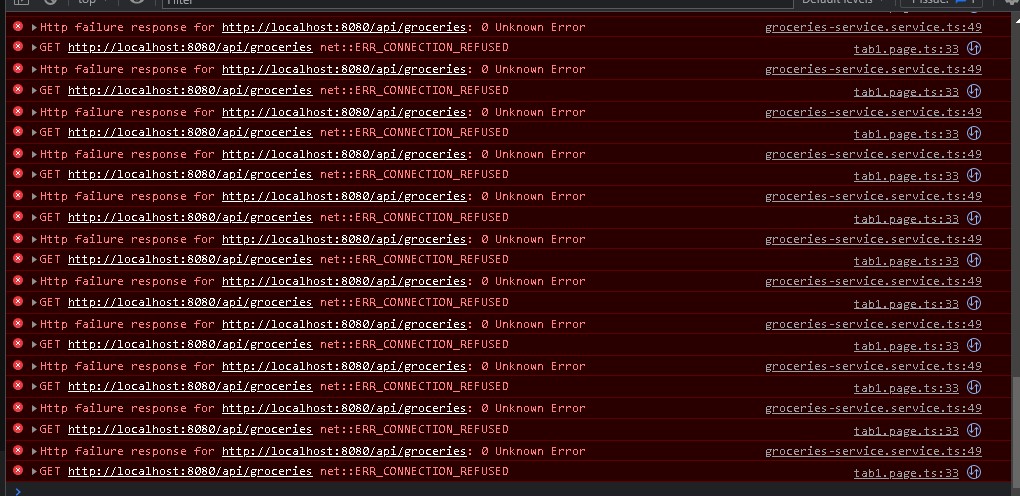 top Filter Default levels 1
Http failure response for http://localhost:8080/api/groceries: 0 Unknown Error groceries-service.service.ts:49
GET http://localhost:8080/api/groceries net::ERR_CONNECTION_REFUSED tab1.page.ts:33
Http failure response for http://localhost:8080/api/groceries: 0 Unknown Error groceries-service.service.ts:49
GET http://localhost:8080/api/groceries net::ERR_CONNECTION_REFUSED tab1.page.ts:33
Http failure response for http://localhost:8080/api/groceries: 0 Unknown Error groceries-service.service.ts:49
GET http://localhost:8080/api/groceries net::ERR_CONNECTION_REFUSED tab1.page.ts:33
Http failure response for http://localhost:8080/api/groceries: 0 Unknown Error groceries-service.service.ts:49
GET http://localhost:8080/api/groceries net::ERR_CONNECTION_REFUSED tab1.page.ts:33
Http failure response for http://localhost:8080/api/groceries: 0 Unknown Error groceries-service.service.ts:49
GET http://localhost:8080/api/groceries net::ERR_CONNECTION_REFUSED tab1.page.ts:33
Http failure response for http://localhost:8080/api/groceries: 0 Unknown Error groceries-service.service.ts:49
GET http://localhost:8080/api/groceries net::ERR_CONNECTION_REFUSED tab1.page.ts:33
Http failure response for http://localhost:8080/api/groceries: 0 Unknown Error groceries-service.service.ts:49
GET http://localhost:8080/api/groceries net::ERR_CONNECTION_REFUSED tab1.page.ts:33
Http failure response for http://localhost:8080/api/groceries: 0 Unknown Error groceries-service.service.ts:49
GET http://localhost:8080/api/groceries net::ERR_CONNECTION_REFUSED tab1.page.ts:33
Http failure response for http://localhost:8080/api/groceries: 0 Unknown Error groceries-service.service.ts:49
GET http://localhost:8080/api/groceries net::ERR_CONNECTION_REFUSED tab1.page.ts:33
Http failure response for http://localhost:8080/api/groceries: 0 Unknown Error groceries-service.service.ts:49
GET http://localhost:8080/api/groceries net::ERR_CONNECTION_REFUSED tab1.page.ts:33
Http failure response for http://localhost:8080/api/groceries: 0 Unknown Error groceries-service.service.ts:49
GET http://localhost:8080/api/groceries net::ERR_CONNECTION_REFUSED tab1.page.ts:33